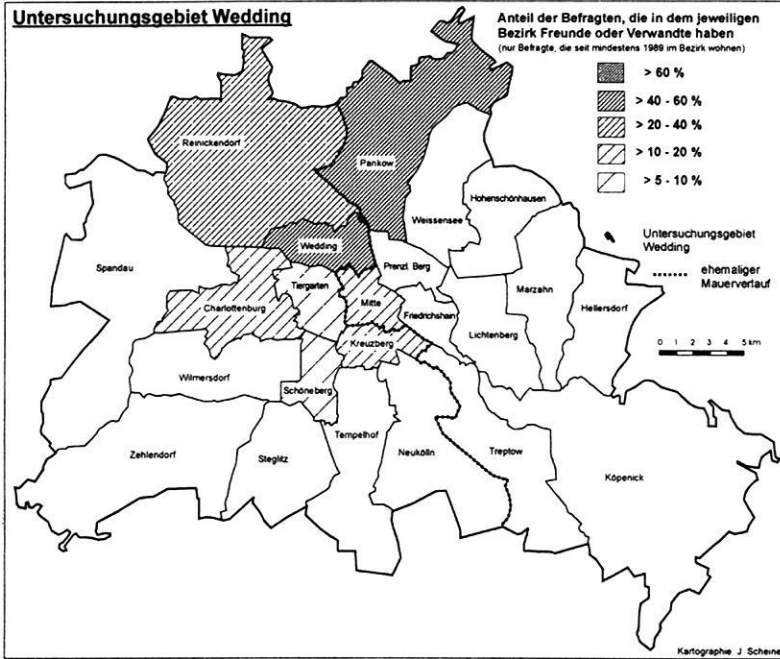 Untersuchungsgebiet Wedding
Anteil der Befragten, die in dem jeweiligen
Bezirk Freunde oder Verwandte haben
(nur Befragte, die seit mindestens 1989 im Bezirk wohnen)
> 60 %
> 40 - 60 %
> 20 - 40 %
> 10 - 20 %
> 5 - 10 %
Untersuchungsgebiet
Wedding
ehemaliger
Mauerverlauf
0 1 2 3 4 5 km
Reinickendorf
Pankow
Weissensee
Hohenschönhausen
Wedding
Spandau
Prenzl. Berg
Tiergarten
Marzahn
Charlottenburg
Mitte
Hellersdorf
Friedrichshain
Lichtenberg
Kreuzberg
Wilmersdorf
Schöneberg
Tempelhof
Zehlendorf
Steglitz
Neukölln
Treptow
Köpenick
Kartographie J Scheine